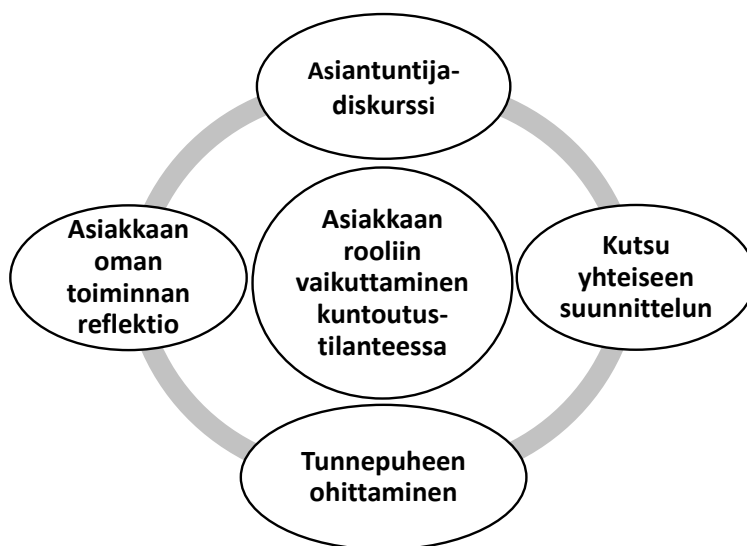 Asiantuntija-
diskurssi
Asiakkaan
oman
toiminnan
reflektio
Asiakkaan
rooliin
vaikuttaminen
kuntoutus-
tilanteessa
Kutsu
yhteiseen
suunnittelun
Tunnepuheen
ohittaminen